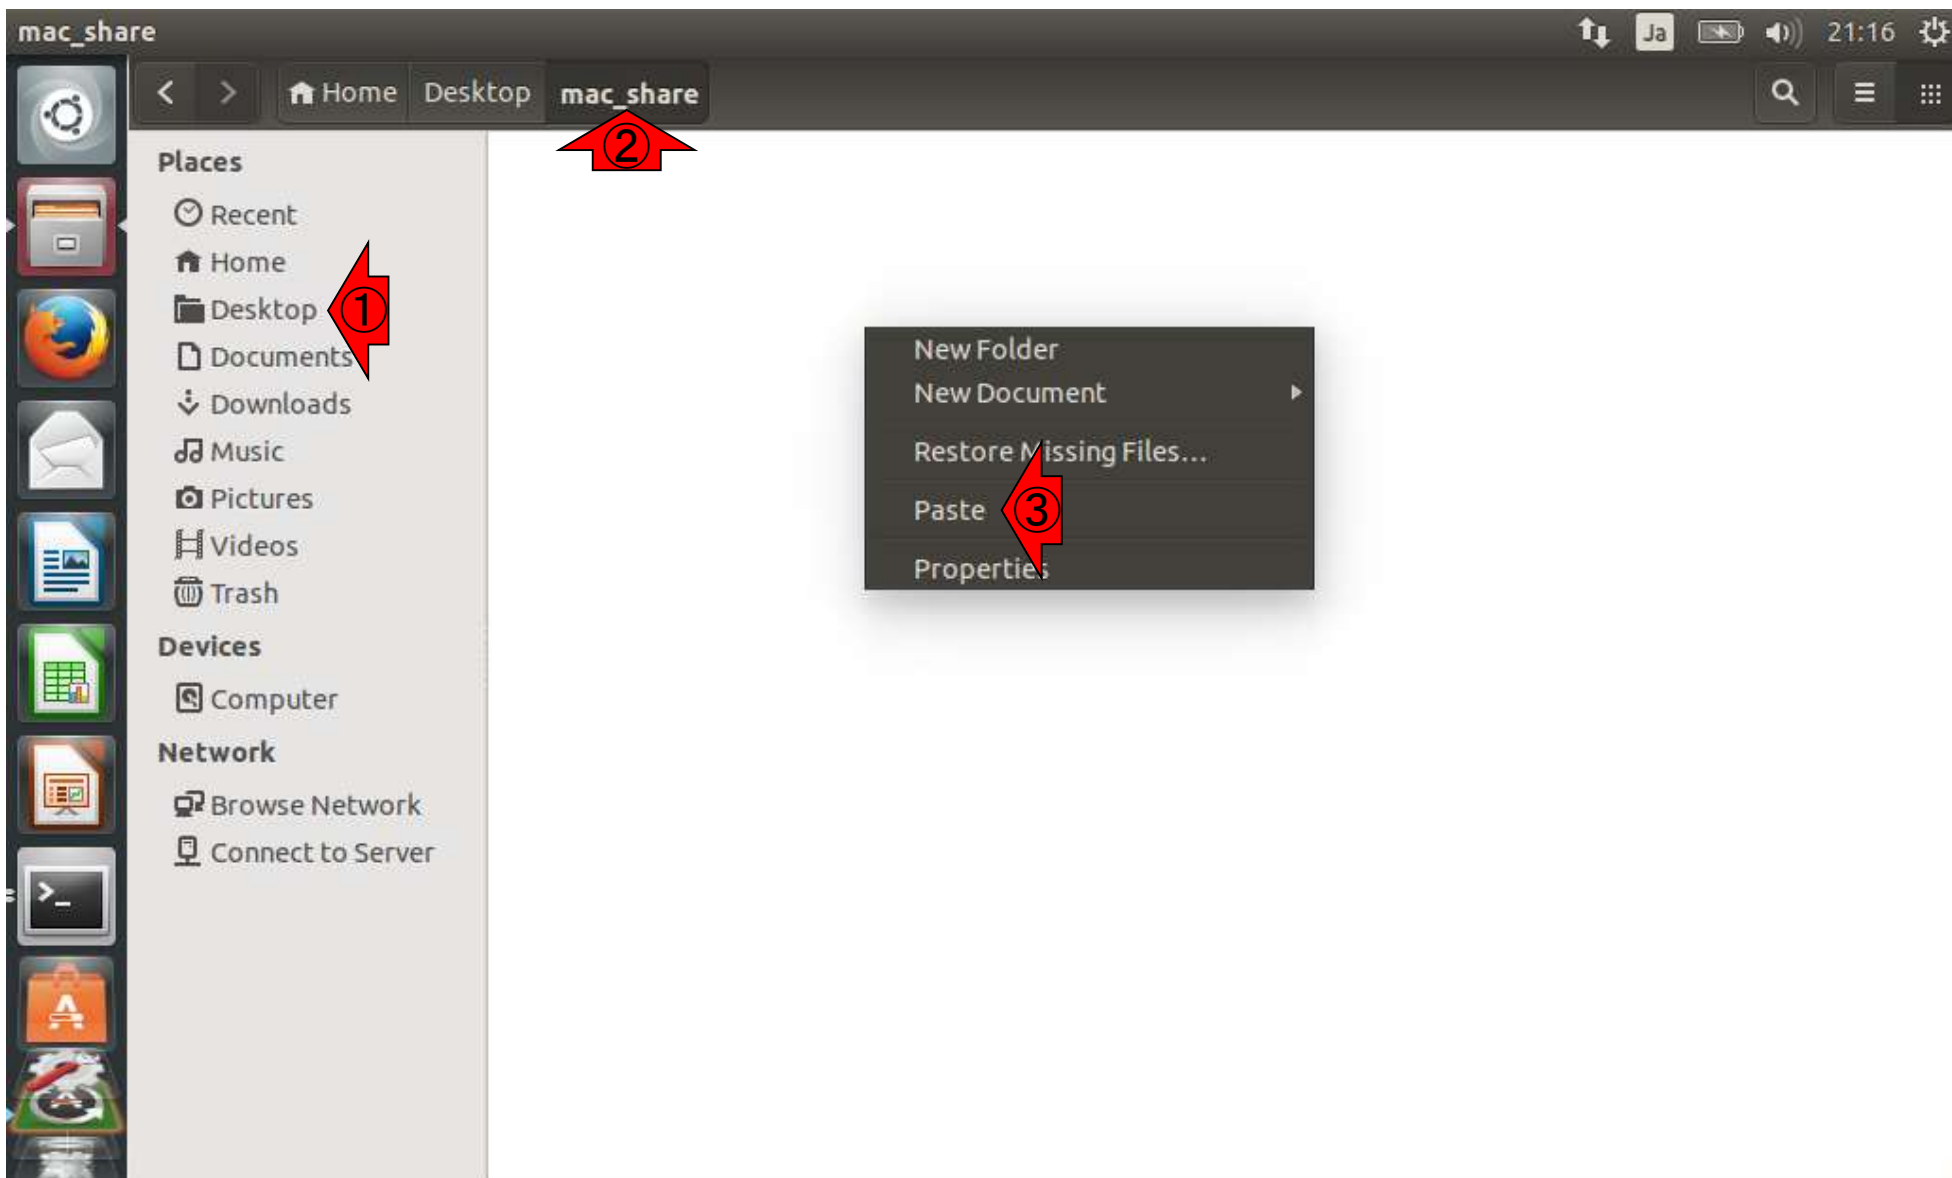 mac_share
Ja
21:16
Home
Desktop
mac_share
②
Places
Recent
Home
Desktop
①
Documents
Downloads
Music
Pictures
Videos
Trash
Devices
Computer
Network
Browse Network
Connect to Server
New Folder
New Document
Restore Missing Files...
Paste
③
Properties